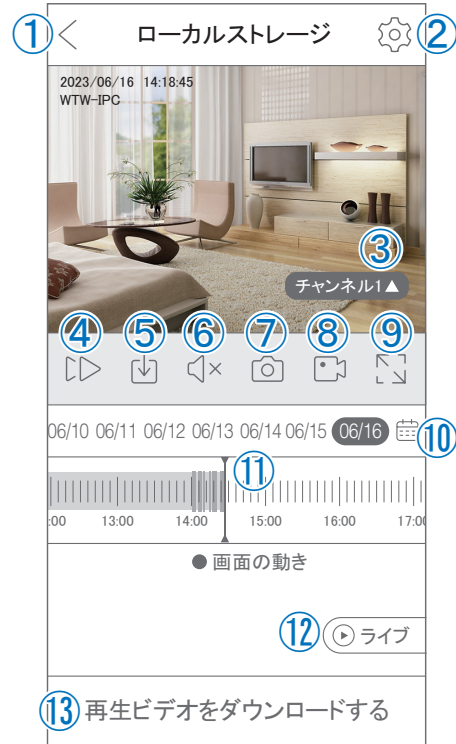 ① ローカルストレージ ②
2023/06/16 14:18:45
WTW-IPC
③
チャンネル1▲
④ ⑤ ⑥ ⑦ ⑧ ⑨
06/10 06/11 06/12 06/13 06/14 06/15 06/16 ⑩
⑪
:00 13:00 14:00 15:00 16:00 17:0
●画面の動き
⑫ ライブ
⑬ 再生ビデオをダウンロードする